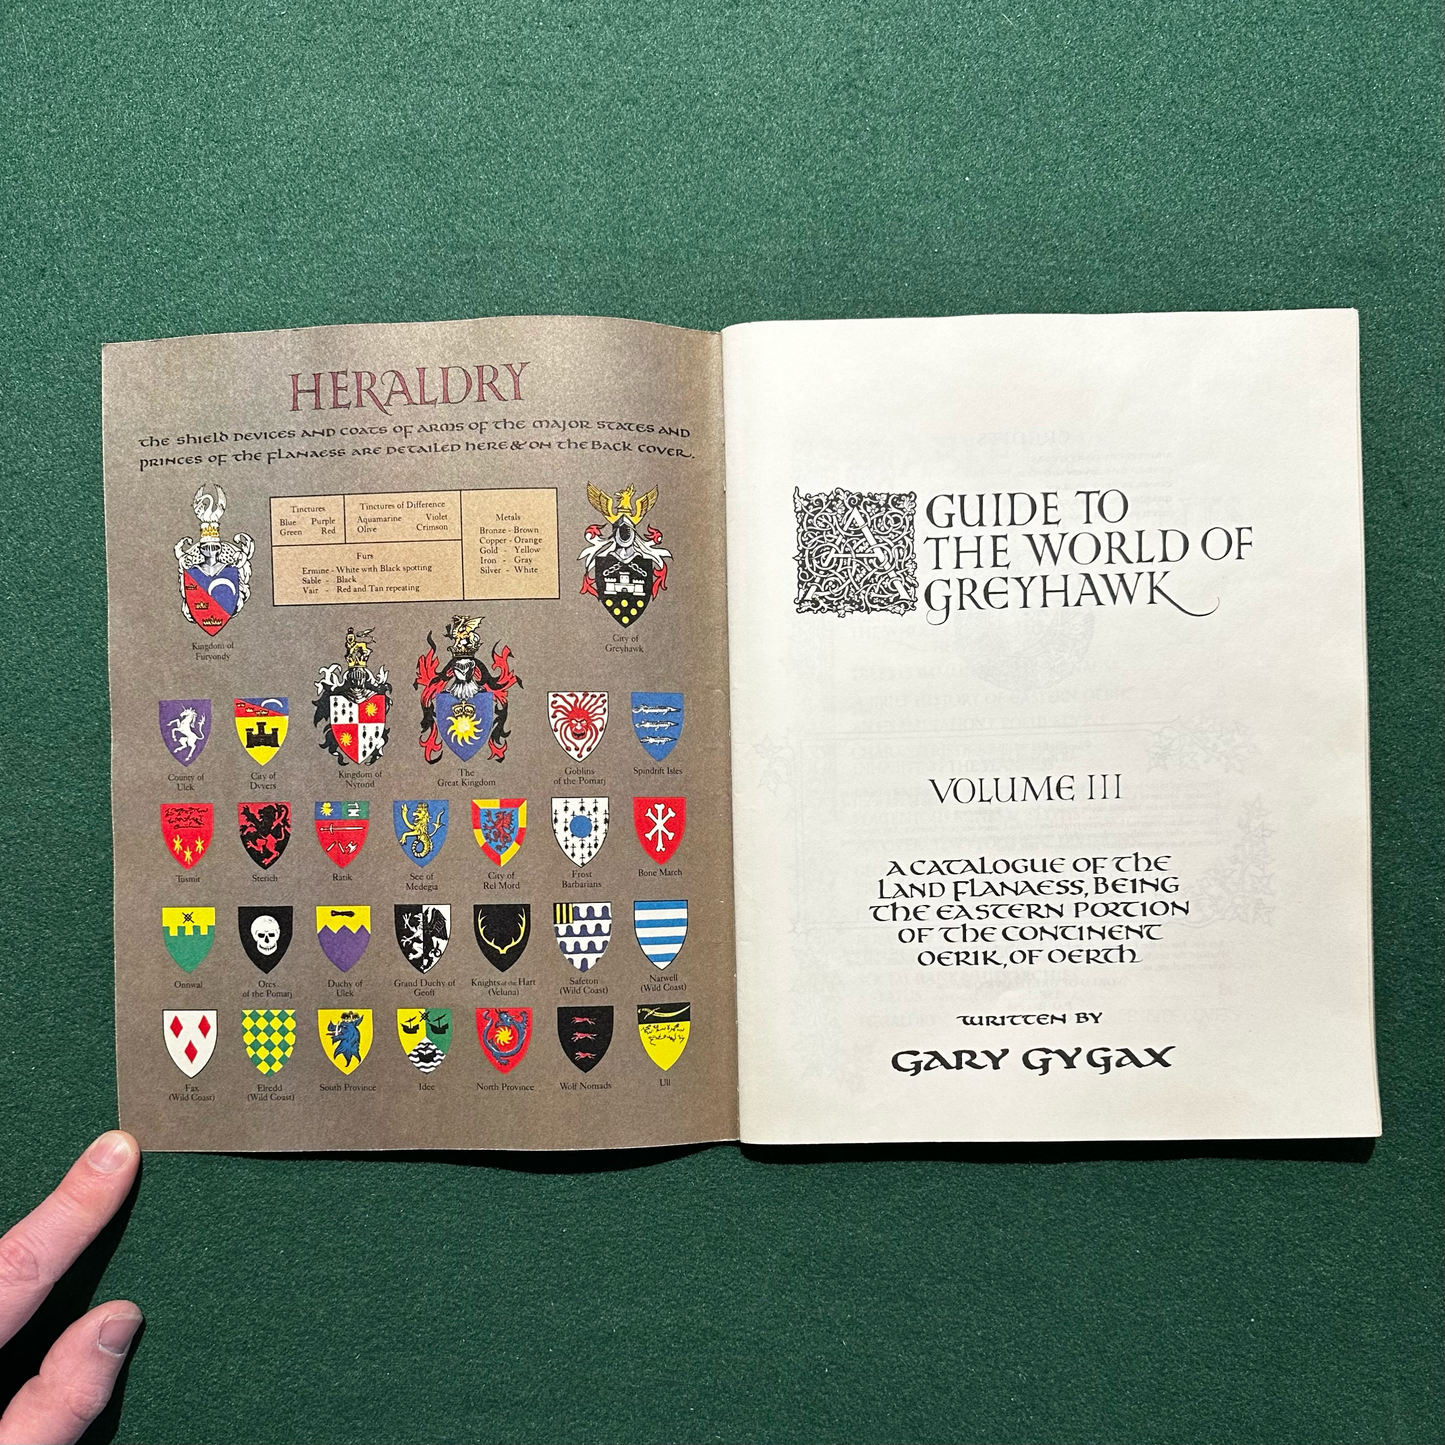 HERALDRY
the shield devices and coats of arms of the major states and
princes of the flanaess are detailed here & on the back cover.
Tinctures
Blue Purple
Green Red
Tinctures of Difference
Aquamarine Violet
Olive Crimson
Metals
Bronze - Brown
Copper - Orange
Gold - Yellow
Iron - Gray
Silver - White
Furs
Ermine - White with Black spotting
Sable - Black
Vair - Red and Tan repeating
Kingdom of
Furyondy
City of
Greyhawk
County of
Ulek
City of
Dyvers
Kingdom of
Nyrond
The
Great Kingdom
Goblins
of the Pomarj
Spindrift Isles
Tusmit
Sterich
Ratik
See of
Medegia
City of
Rel Mord
Frost
Barbarians
Bone March
Onnwal
Orcs
of the Pomarj
Duchy of
Ulek
Grand Duchy of
Geoff
Knights of the Hart
(Veluna)
Safeton
(Wild Coast)
Narwell
(Wild Coast)
Fax
(Wild Coast)
Elredd
(Wild Coast)
South Province
Idee
North Province
Wolf Nomads
Ull
A GUIDE TO
THE WORLD OF
GREYHAWK
VOLUME III
A CATALOGUE OF THE
LAND FLANAESS, BEING
THE EASTERN PORTION
OF THE CONTINENT
OERIK, OF OERTH
WRITTEN BY
GARY GYGAX